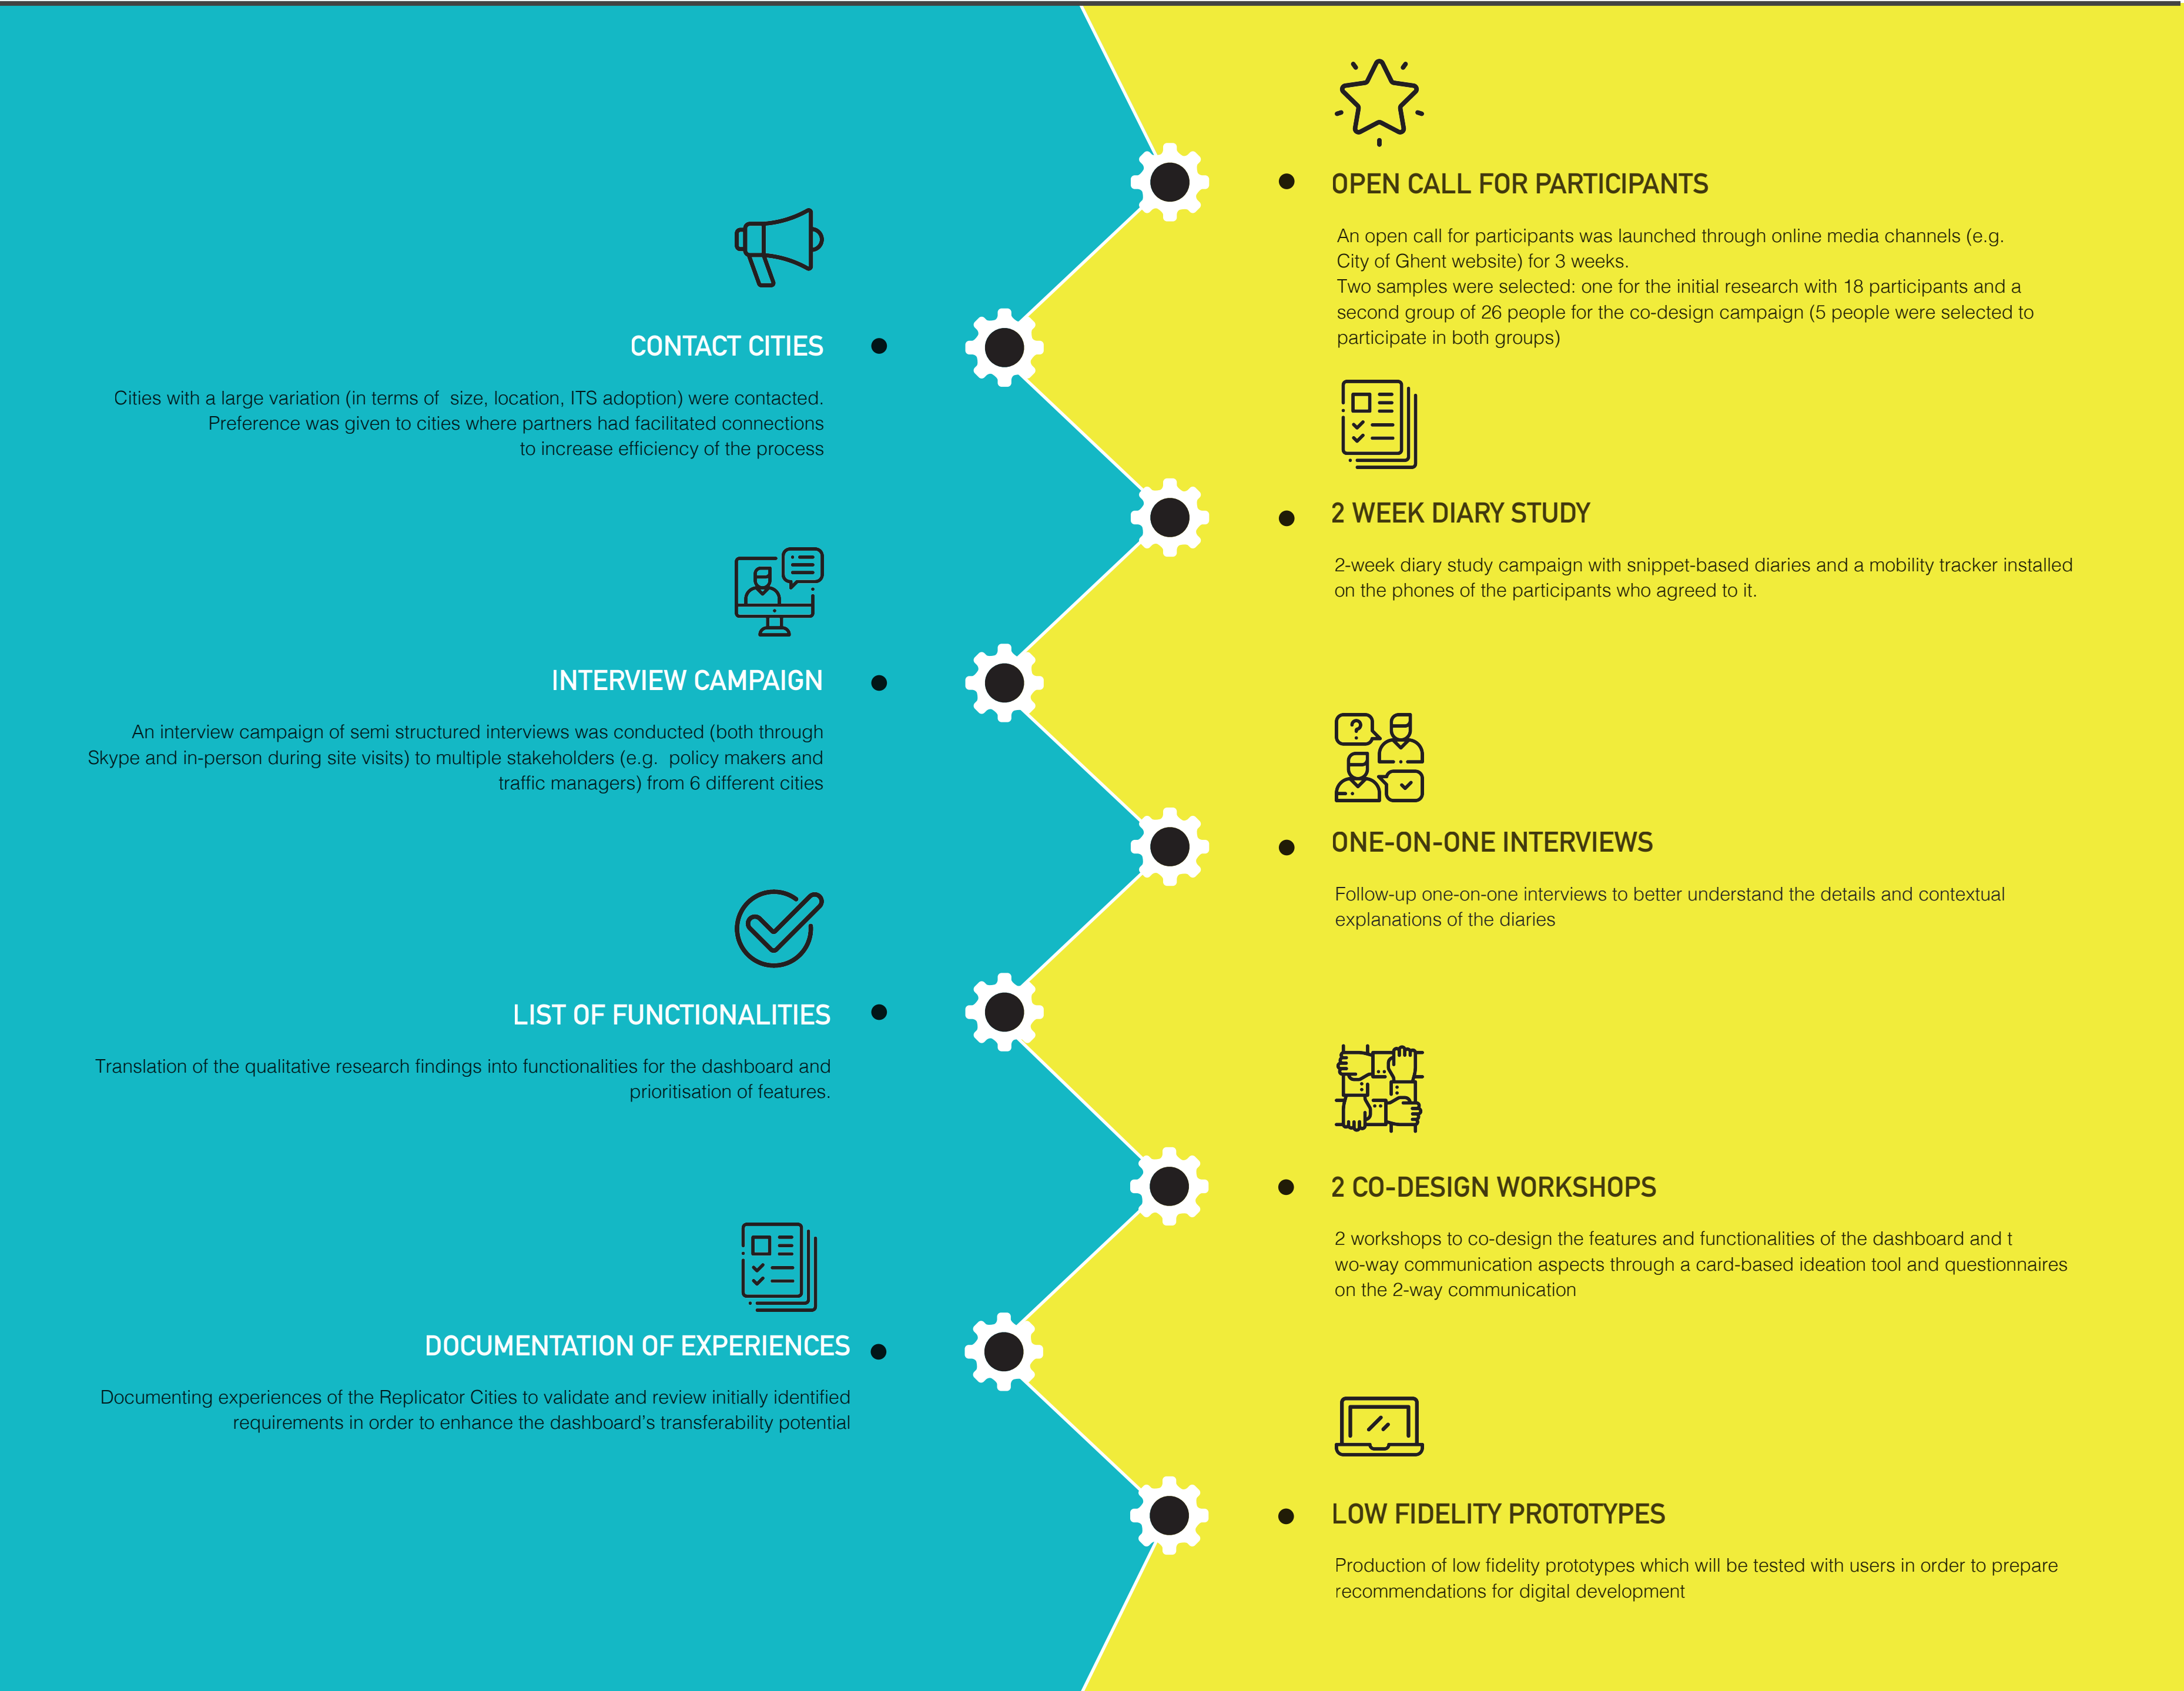 OPEN CALL FOR PARTICIPANTS
An open call for participants was launched through online media channels (e.g.
City of Ghent website) for 3 weeks.
Two samples were selected: one for the initial research with 18 participants and a
second group of 26 people for the co-design campaign (5 people were selected to
participate in both groups)
CONTACT CITIES
Cities with a large variation (in terms of  size, location, ITS adoption) were contacted.
Preference was given to cities where partners had facilitated connections
to increase efficiency of the process
2 WEEK DIARY STUDY
2-week diary study campaign with snippet-based diaries and a mobility tracker installed
on the phones of the participants who agreed to it.
INTERVIEW CAMPAIGN
An interview campaign of semi structured interviews was conducted (both through
Skype and in-person during site visits) to multiple stakeholders (e.g.  policy makers and
traffic managers) from 6 different cities
ONE-ON-ONE INTERVIEWS
Follow-up one-on-one interviews to better understand the details and contextual
explanations of the diaries
LIST OF FUNCTIONALITIES
Translation of the qualitative research findings into functionalities for the dashboard and
prioritisation of features.
2 CO-DESIGN WORKSHOPS
2 workshops to co-design the features and functionalities of the dashboard and t
wo-way communication aspects through a card-based ideation tool and questionnaires
on the 2-way communication
DOCUMENTATION OF EXPERIENCES
Documenting experiences of the Replicator Cities to validate and review initially identified
requirements in order to enhance the dashboard's transferability potential
LOW FIDELITY PROTOTYPES
Production of low fidelity prototypes which will be tested with users in order to prepare
recommendations for digital development